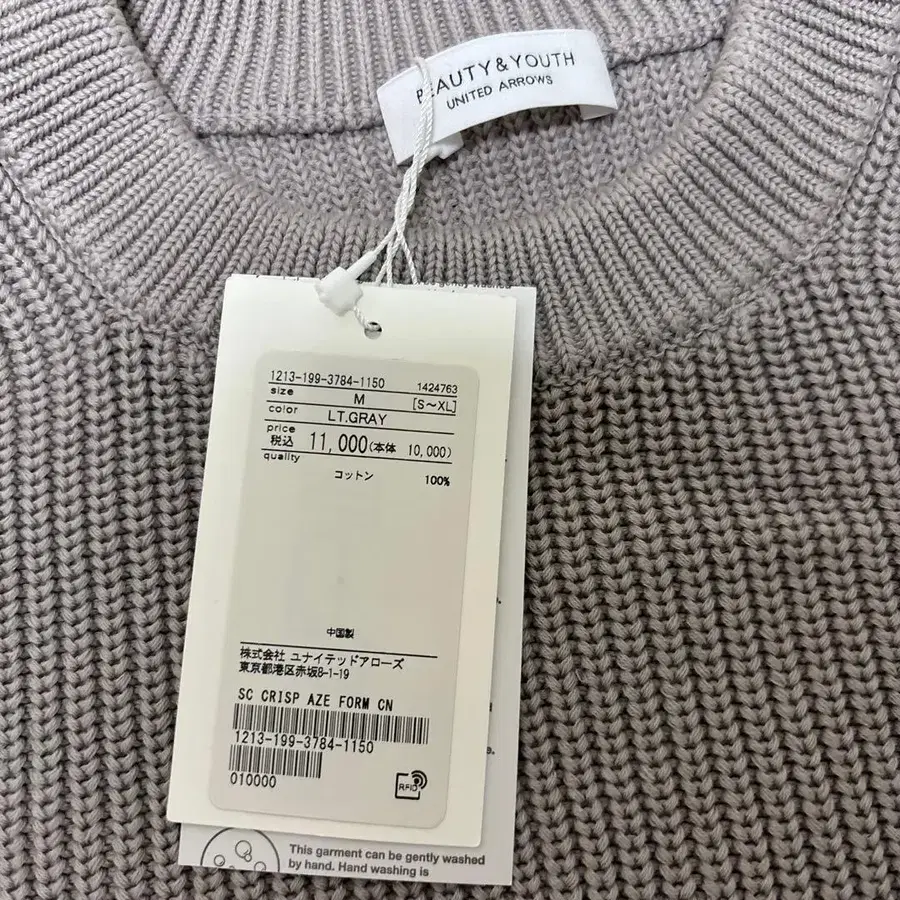 BEAUTY & YOUTH
UNITED ARROWS
1213-199-3784-1150 1424763
size M [S~XL]
color LT.GRAY
price
税込 11,000(本体 10,000)
quality
コットン 100%
中国製
株式会社 ユナイテッドアローズ
東京都港区赤坂8-1-19
SC CRISP AZE FORM CN
1213-199-3784-1150
010000
RFID
This garment can be gently washed
by hand. Hand washing is